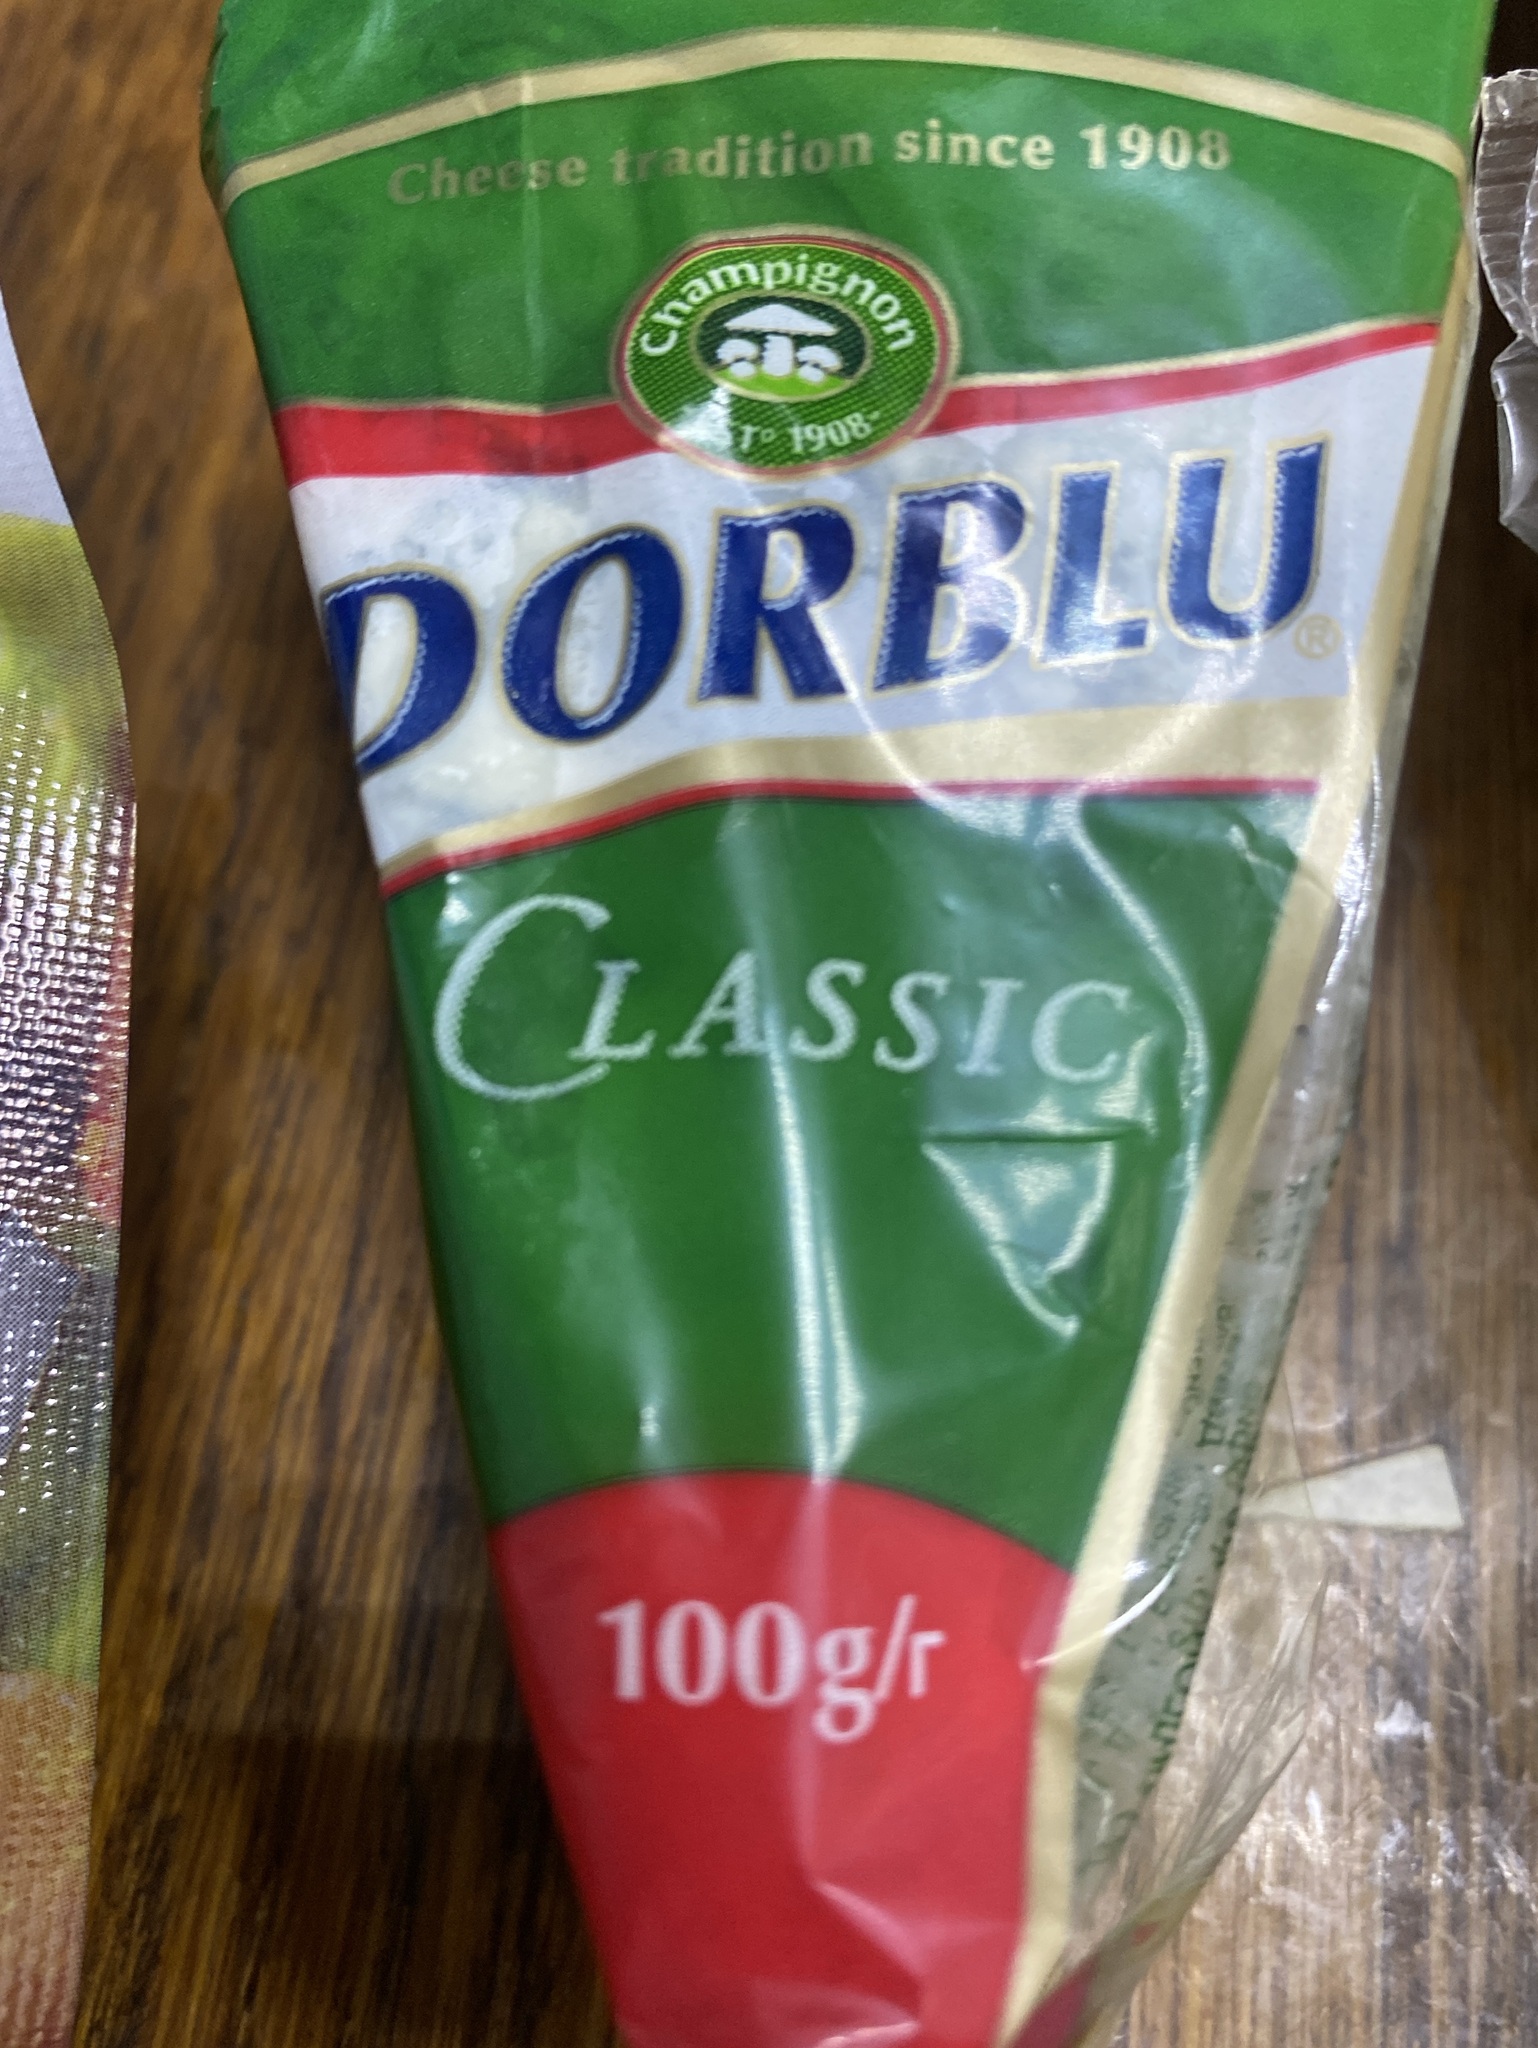 Cheese tradition since 1908
Champignon
1908
DORBLU®
CLASSIC
100g/г